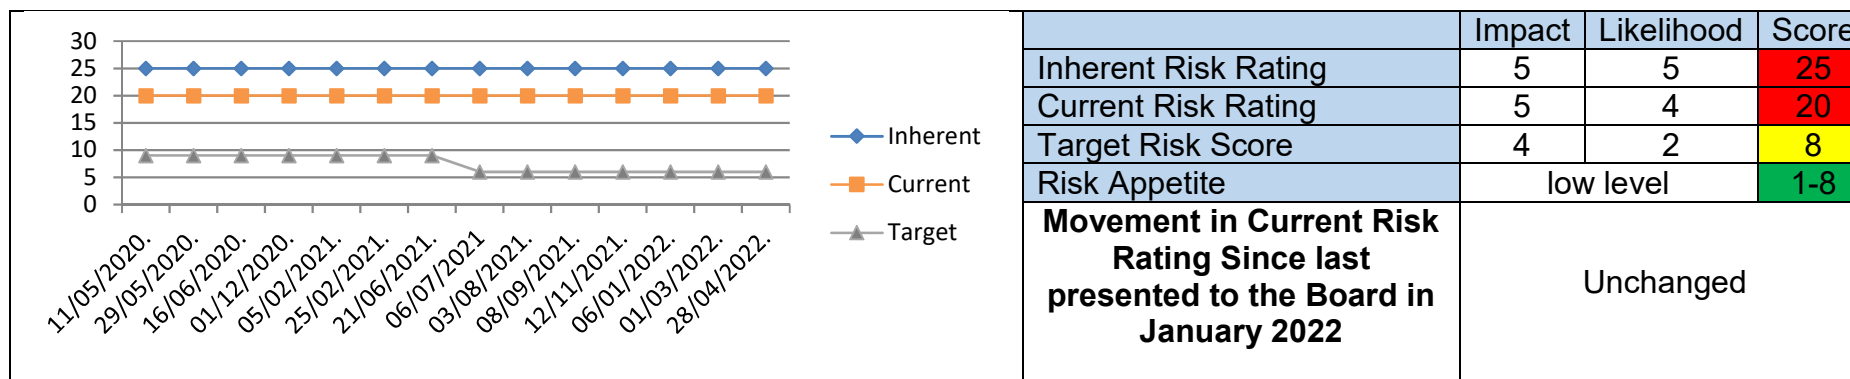 30
25
20
15
10
5
0
11/05/2020.
29/05/2020.
16/06/2020.
01/12/2020.
05/02/2021.
25/02/2021.
21/06/2021.
06/07/2021
03/08/2021.
08/09/2021.
12/11/2021.
06/01/2022.
01/03/2022.
28/04/2022.
Inherent
Current
Target
Impact Likelihood Score
Inherent Risk Rating 5 5 25
Current Risk Rating 5 4 20
Target Risk Score 4 2 8
Risk Appetite low level 1-8
Movement in Current Risk
Rating Since last
presented to the Board in
January 2022
Unchanged